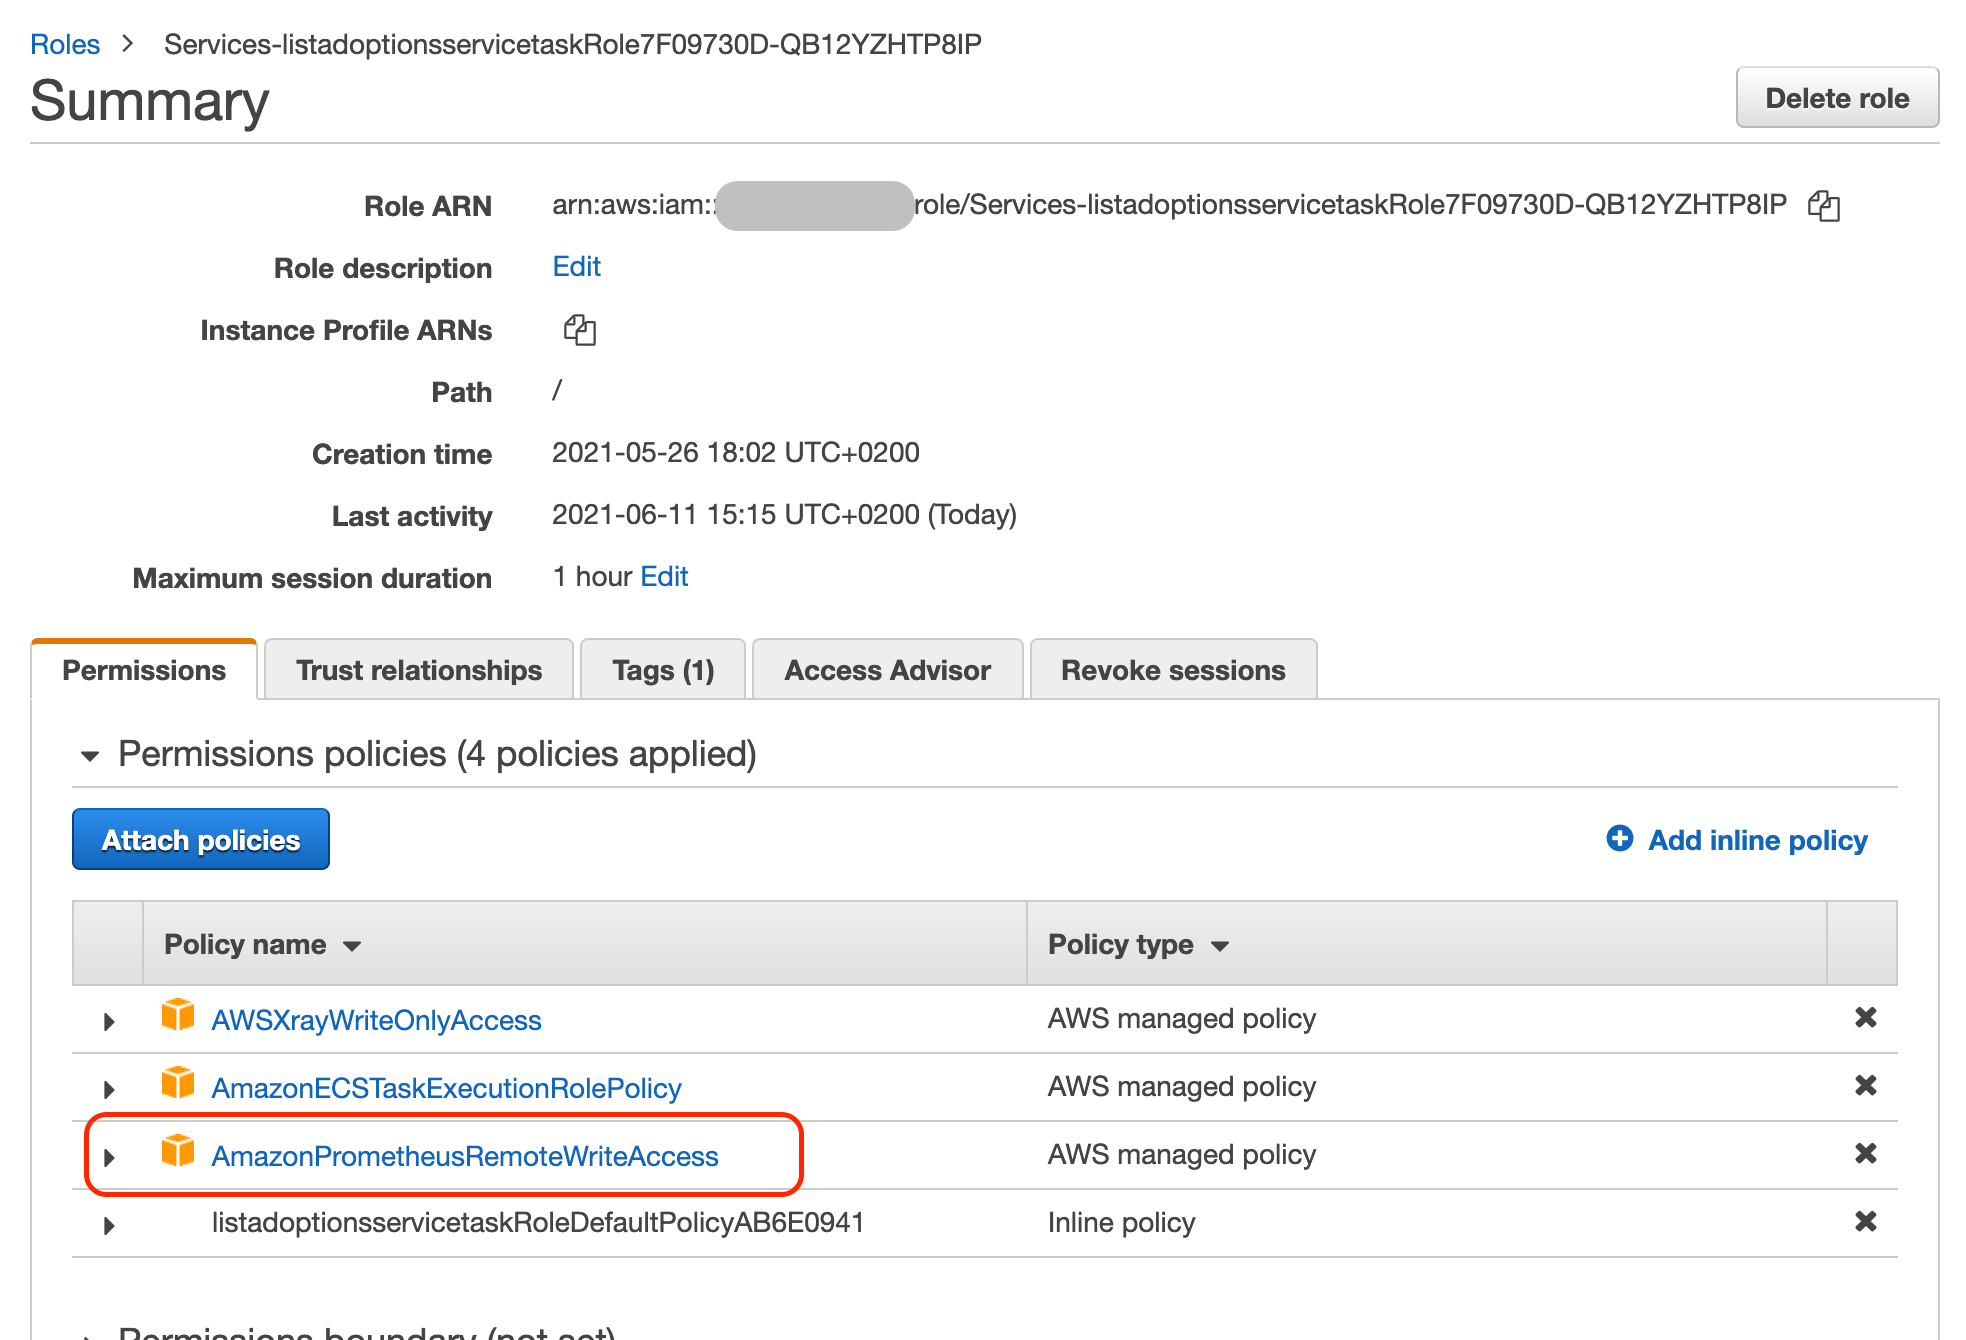 Roles > Services-listadoptionsservicetaskRole7F09730D-QB12YZHTP8IP
Summary
Delete role
Role ARN arn:aws:iam: role/Services-listadoptionsservicetaskRole7F09730D-QB12YZHTP8IP
Role description Edit
Instance Profile ARNs
Path /
Creation time 2021-05-26 18:02 UTC+0200
Last activity 2021-06-11 15:15 UTC+0200 (Today)
Maximum session duration 1 hour Edit
Permissions Trust relationships Tags (1) Access Advisor Revoke sessions
Permissions policies (4 policies applied)
Attach policies Add inline policy
Policy name Policy type
AWSXrayWriteOnlyAccess AWS managed policy
AmazonECSTaskExecutionRolePolicy AWS managed policy
AmazonPrometheusRemoteWriteAccess AWS managed policy
listadoptionsservicetaskRoleDefaultPolicyAB6E0941 Inline policy
Permissions boundary (not set)